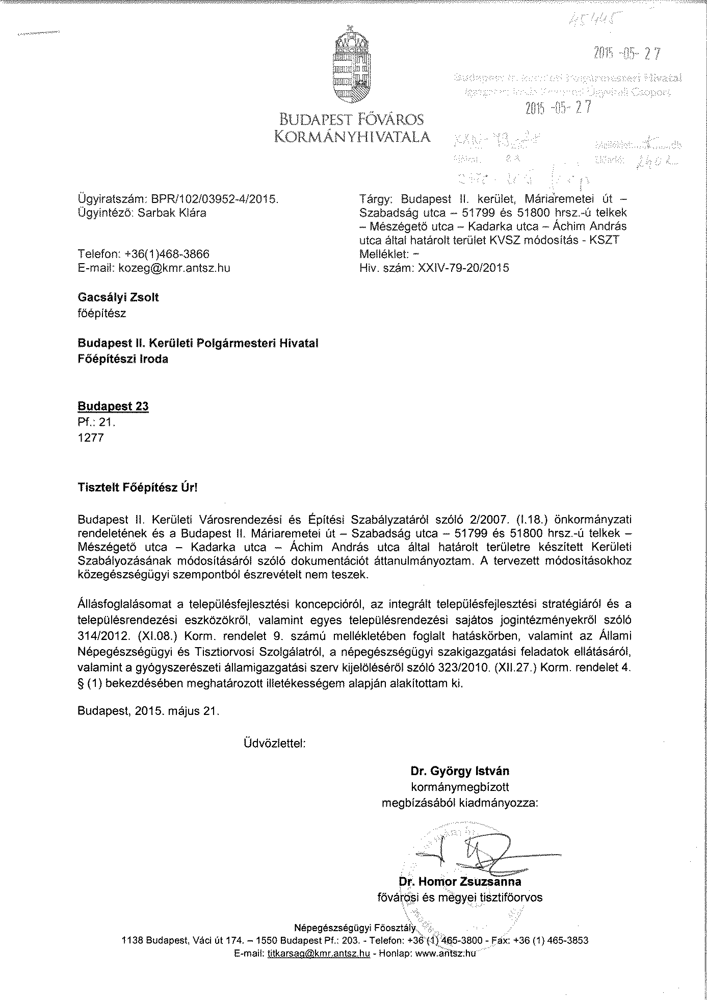 45445
2015 -05- 27
Budapest II. Kerületi Polgármesteri Hivatal
Ügyviteli Csoport
2015 -05- 27
BUDAPEST FŐVÁROS
KORMÁNYHIVATALA
Ügyiratszám: BPR/102/03952-4/2015.
Ügyintéző: Sarbak Klára
Telefon: +36(1)468-3866
E-mail: kozeg@kmr.antsz.hu
Tárgy: Budapest II. kerület, Máriaremetei út –
Szabadság utca – 51799 és 51800 hrsz.-ú telkek
– Mészégető utca – Kadarka utca – Áchim András
utca által határolt terület KVSZ módosítás - KSZT
Melléklet: –
Hiv. szám: XXIV-79-20/2015
Gacsályi Zsolt
főépítész
Budapest II. Kerületi Polgármesteri Hivatal
Főépítészi Iroda
Budapest 23
Pf.: 21.
1277
Tisztelt Főépítész Úr!
Budapest II. Kerületi Városrendezési és Építési Szabályzatáról szóló 2/2007. (I.18.) önkormányzati
rendeletének és a Budapest II. Máriaremetei út – Szabadság utca – 51799 és 51800 hrsz.-ú telkek –
Mészégető utca – Kadarka utca – Áchim András utca által határolt területre készített Kerületi
Szabályozásának módosításáról szóló dokumentációt áttanulmányoztam. A tervezett módosításokhoz
közegészségügyi szempontból észrevételt nem teszek.
Állásfoglalásomat a településfejlesztési koncepcióról, az integrált településfejlesztési stratégiáról és a
településrendezési eszközökről, valamint egyes településrendezési sajátos jogintézményekről szóló
314/2012. (XI.08.) Korm. rendelet 9. számú mellékletében foglalt hatáskörben, valamint az Állami
Népegészségügyi és Tisztiorvosi Szolgálatról, a népegészségügyi szakigazgatási feladatok ellátásáról,
valamint a gyógyszerészeti államigazgatási szerv kijelöléséről szóló 323/2010. (XII.27.) Korm. rendelet 4.
§ (1) bekezdésében meghatározott illetékességem alapján alakítottam ki.
Budapest, 2015. május 21.
Üdvözlettel:
Dr. György István
kormánymegbízott
megbízásából kiadmányozza:
Dr. Homor Zsuzsanna
fővárosi és megyei tisztifőorvos
Népegészségügyi Főosztály
1138 Budapest, Váci út 174. – 1550 Budapest Pf.: 203. - Telefon: +36 (1) 465-3800 - Fax: +36 (1) 465-3853
E-mail: titkarsag@kmr.antsz.hu - Honlap: www.antsz.hu